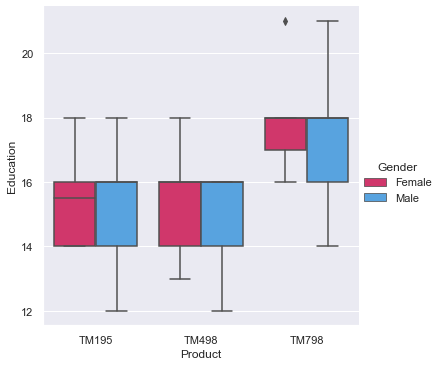 20
18
16
14
12
Education
TM195
TM498
TM798
Product
Gender
Female
Male